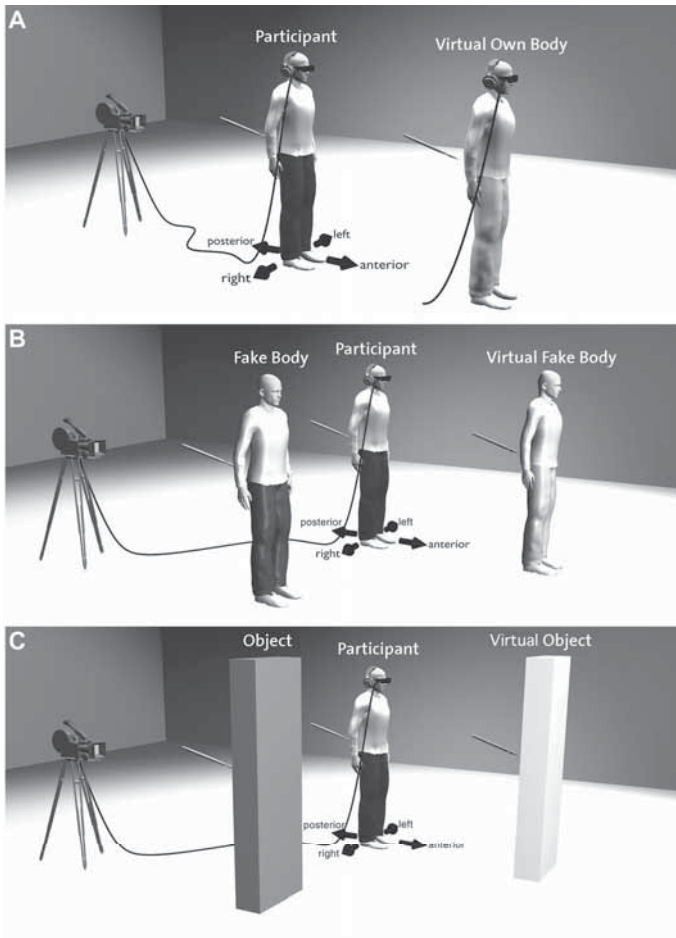 A
Participant
Virtual Own Body
posterior
left
right
anterior
B
Fake Body
Participant
Virtual Fake Body
posterior
left
right
anterior
C
Object
Participant
Virtual Object
posterior
left
right
anterior